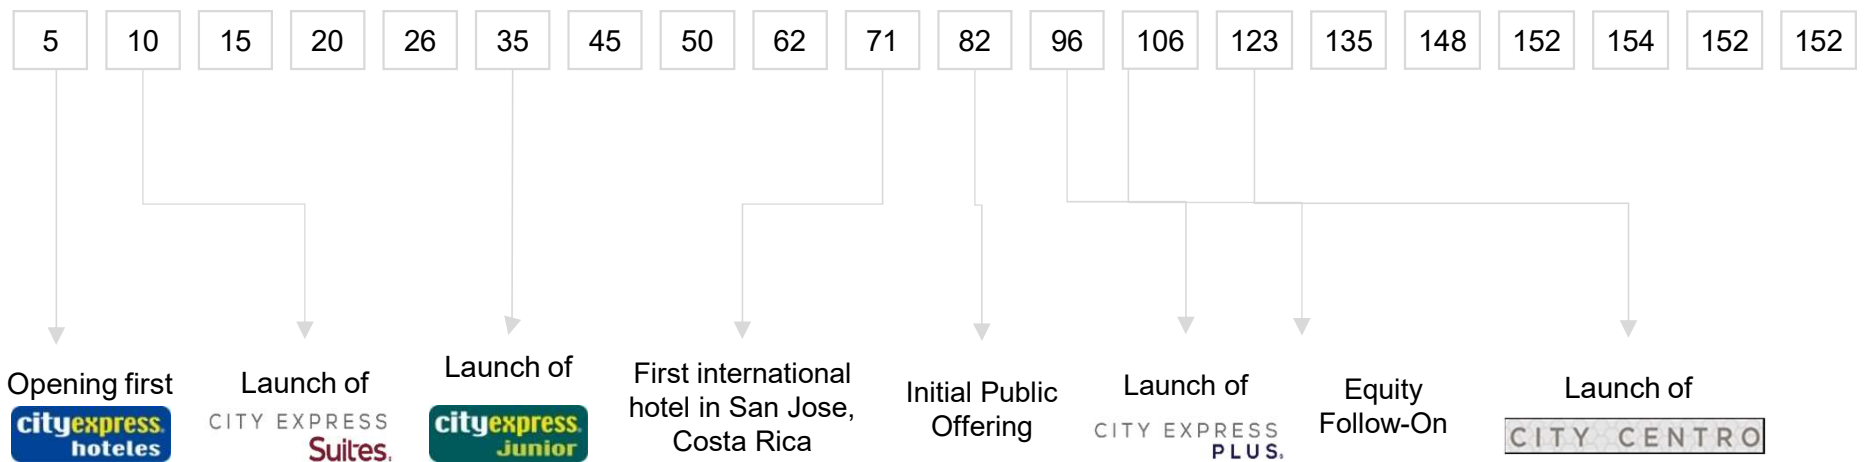 5 10 15 20 26 35 45 50 62 71 82 96 106 123 135 148 152 154 152 152
Opening first
cityexpress.
hoteles
Launch of
CITY EXPRESS
Suites.
Launch of
cityexpress.
Junior
First international
hotel in San Jose,
Costa Rica
Initial Public
Offering
Launch of
CITY EXPRESS
PLUS.
Equity
Follow-On
Launch of
CITY CENTRO